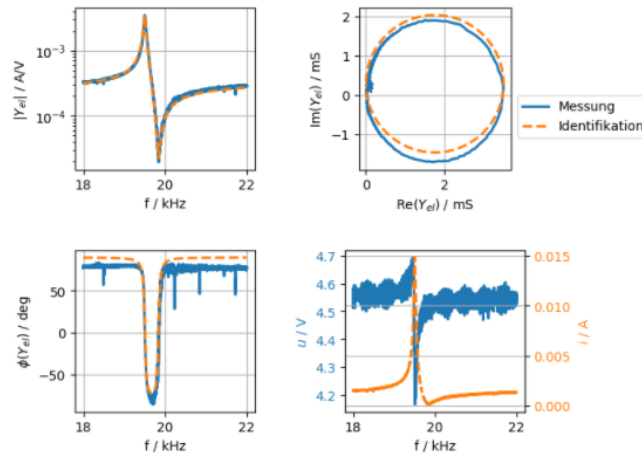 |Y_el| / A/V
10⁻³
10⁻⁴
18 20 22
f / kHz
Im(Y_el) / mS
2
1
0
−1
0 2
Re(Y_el) / mS
Messung
Identifikation
ϕ(Y_el) / deg
50
0
−50
18 20 22
f / kHz
u / V
4.7
4.6
4.5
4.4
4.3
4.2
18 20 22
f / kHz
0.015
0.010
0.005
0.000
i / A